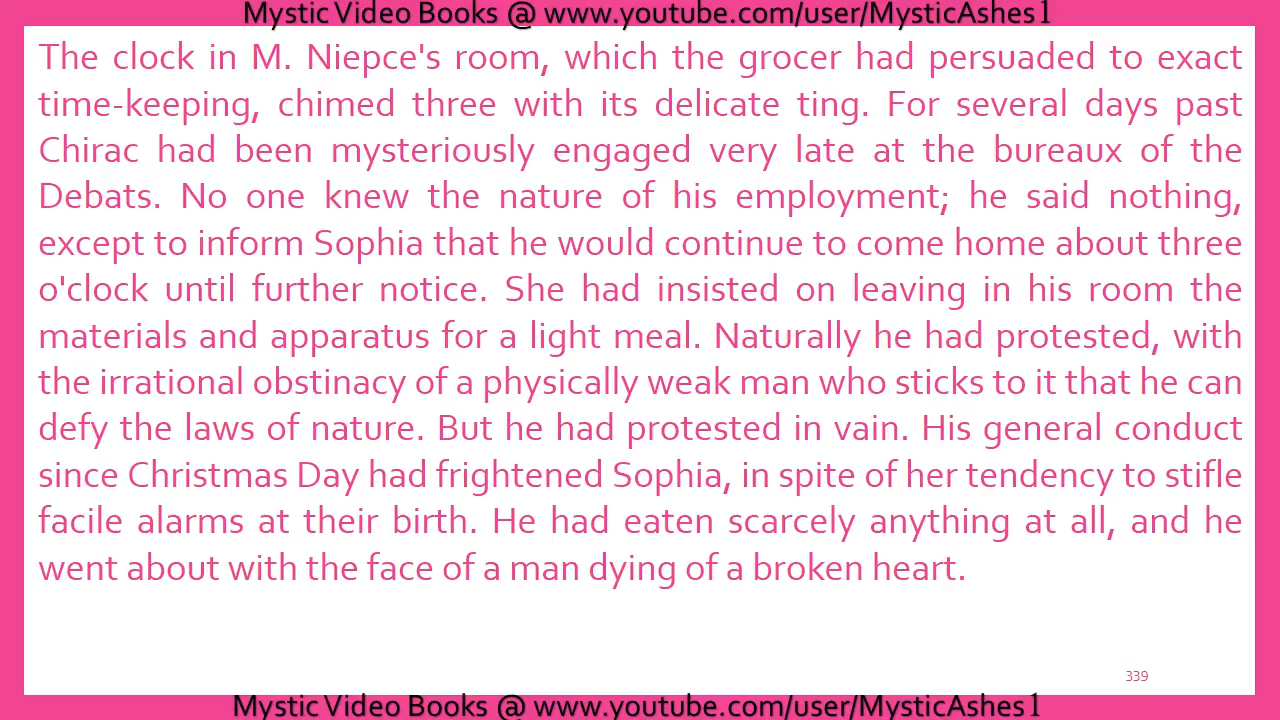 Mystic Video Books @ www.youtube.com/user/MysticAshes1
The clock in M. Niepce's room, which the grocer had persuaded to exact
time-keeping, chimed three with its delicate ting. For several days past
Chirac had been mysteriously engaged very late at the bureaux of the
Debats. No one knew the nature of his employment; he said nothing,
except to inform Sophia that he would continue to come home about three
o'clock until further notice. She had insisted on leaving in his room the
materials and apparatus for a light meal. Naturally he had protested, with
the irrational obstinacy of a physically weak man who sticks to it that he can
defy the laws of nature. But he had protested in vain. His general conduct
since Christmas Day had frightened Sophia, in spite of her tendency to stifle
facile alarms at their birth. He had eaten scarcely anything at all, and he
went about with the face of a man dying of a broken heart.
339
Mystic Video Books @ www.youtube.com/user/MysticAshes1